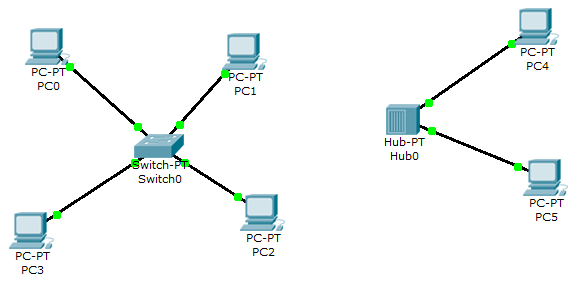 PC-PT
PC0
PC-PT
PC1
PC-PT
PC4
Switch-PT
Switch0
Hub-PT
Hub0
PC-PT
PC3
PC-PT
PC2
PC-PT
PC5